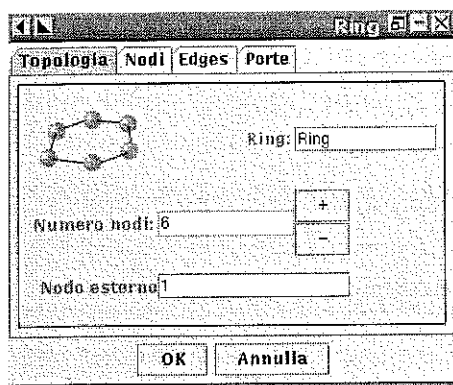 Ring
Topologia Nodi Edges Porte
Ring: Ring
Numero nodi: 6
+
-
Nodo esterno 1
OK Annulla